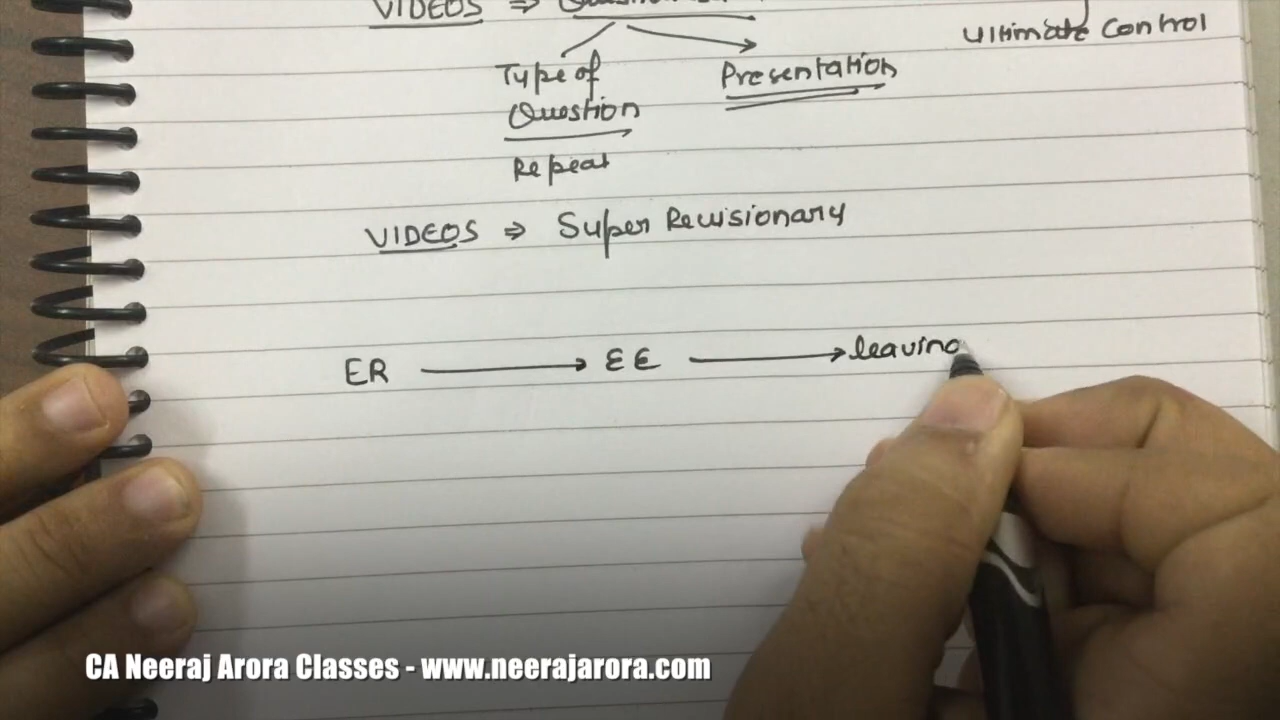 VIDEOS ⇒
Ultimate Control
Type of
Question
Presentation
Repeat
VIDEOS ⇒ Super Revisionary
ER → EE → leaving
CA Neeraj Arora Classes - www.neerajarora.com